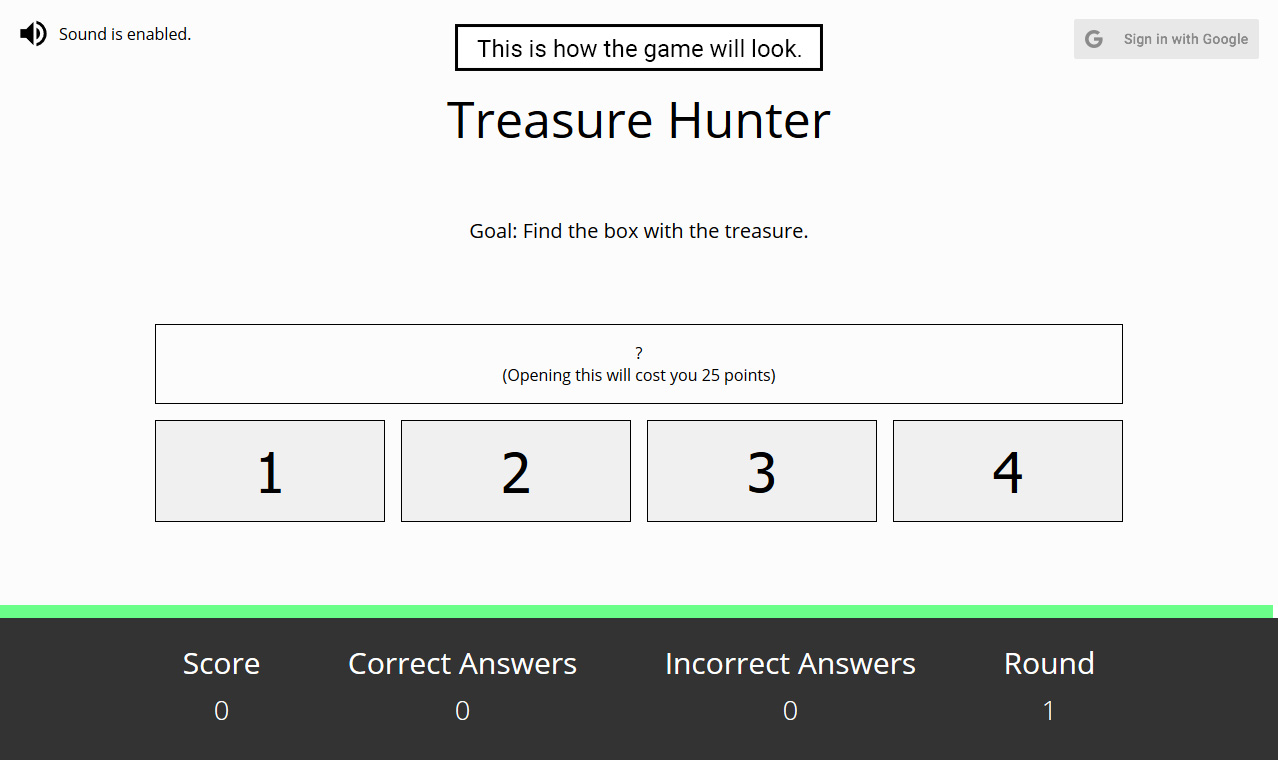 Sound is enabled.
This is how the game will look.
Sign in with Google
Treasure Hunter
Goal: Find the box with the treasure.
?
(Opening this will cost you 25 points)
1 2 3 4
Score Correct Answers Incorrect Answers Round
0 0 0 1